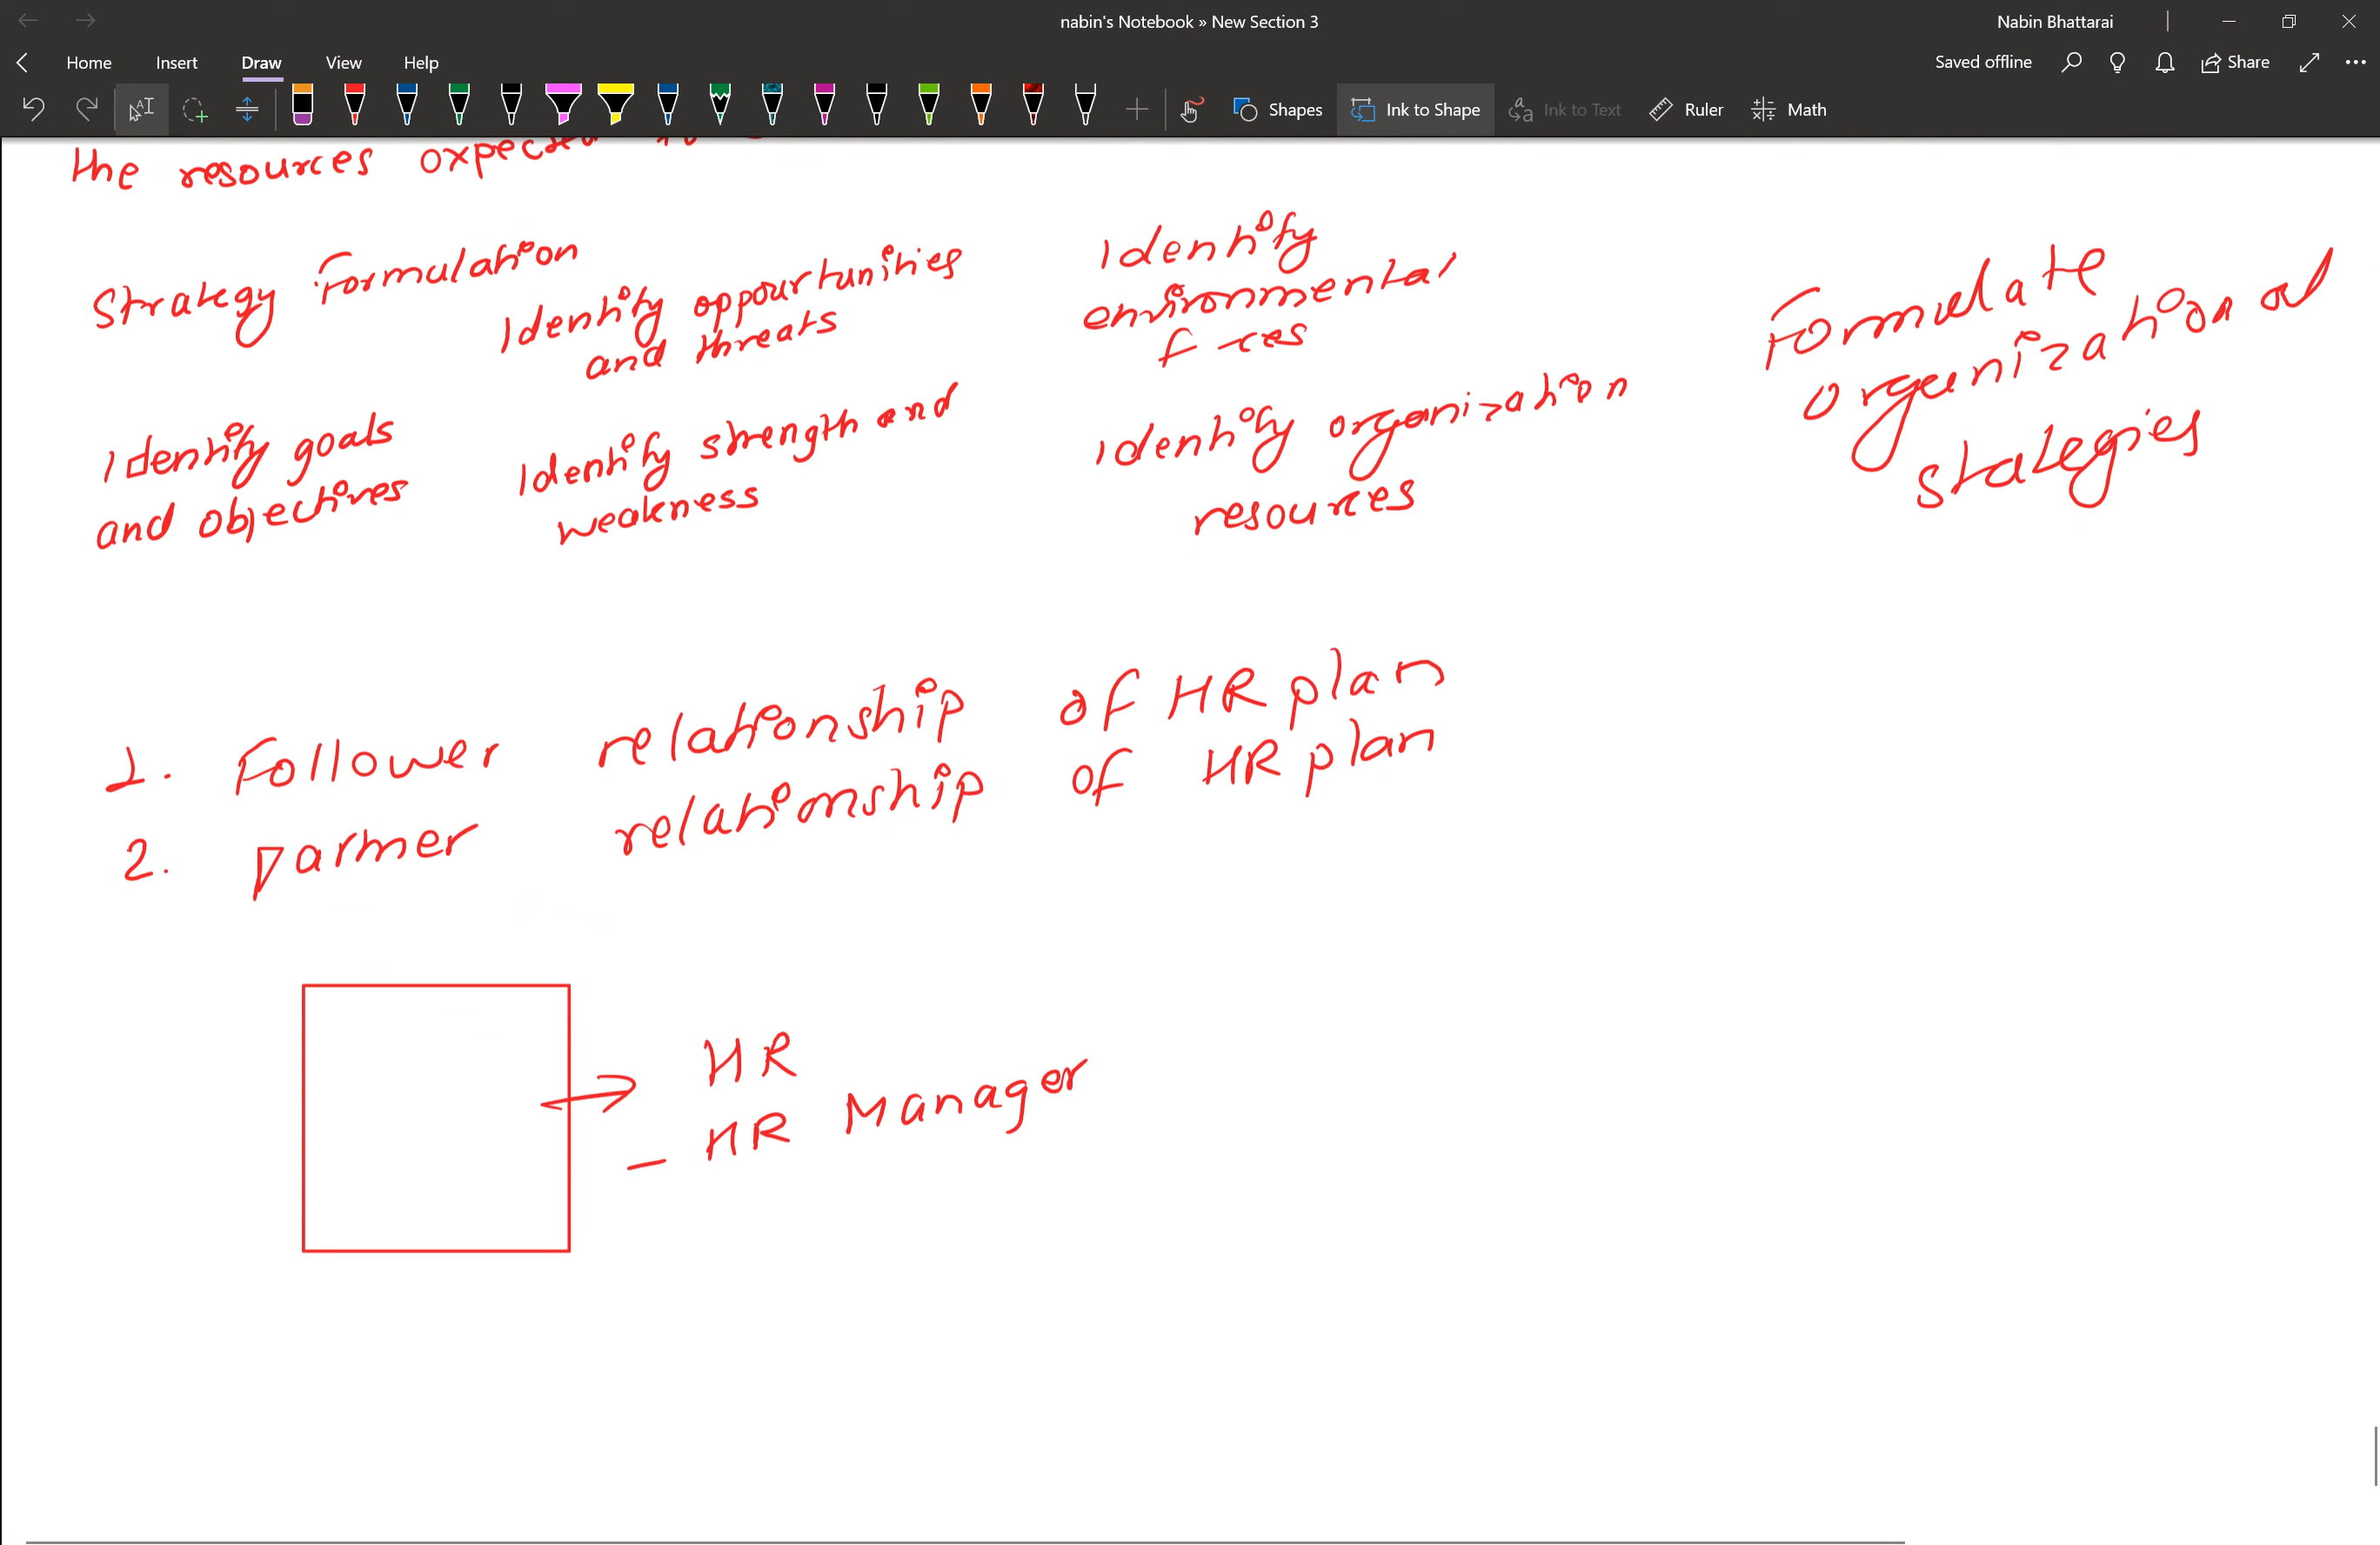 nabin's Notebook » New Section 3
Nabin Bhattarai
Home Insert Draw View Help
Saved offline
Share
Shapes
Ink to Shape
Ink to Text
Ruler
Math
the resources expected
Strategy Formulation
Identify goals
and objectives
Identify oppourtunities
and threats
Identify strength and
weakness
Identify
environmental
forces
Identify organization
resources
Formulate
organizational
stategies
1. Follower relationship of HR plan
2. partner relationship of HR plan
HR
- HR Manager